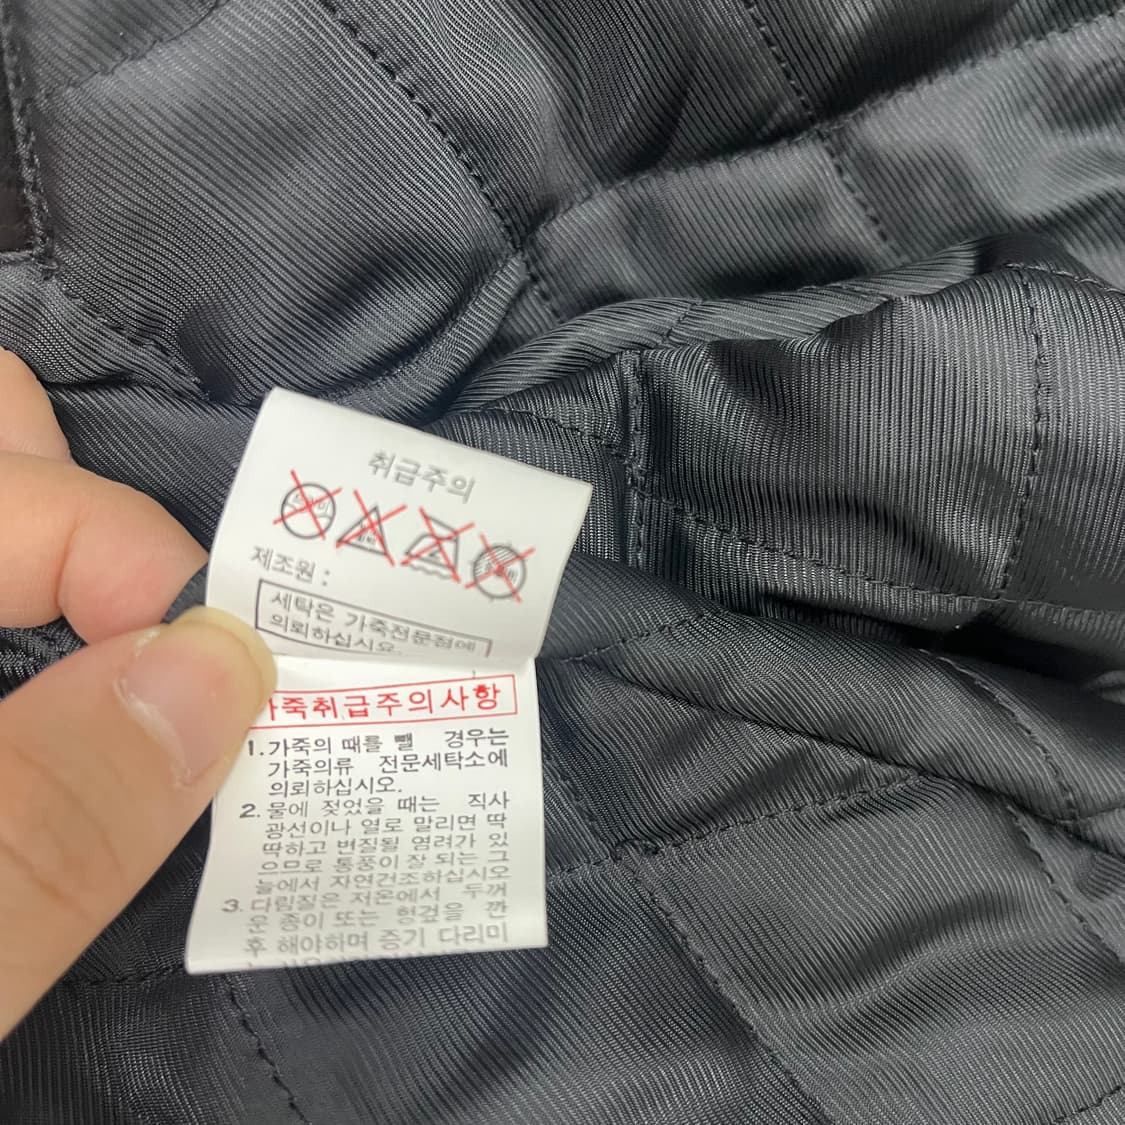 취급주의
제조원 :
세탁은 가죽전문점에
의뢰하십시요.
가죽취급주의사항
1. 가죽의 때를 뺄 경우는
가죽의류 전문세탁소에
의뢰하십시오.
2. 물에 젖었을 때는 직사
광선이나 열로 말리면 딱
딱하고 변질될 염려가 있
으므로 통풍이 잘 되는 그
늘에서 자연건조하십시오
3. 다림질은 저온에서 두꺼
운 종이 또는 헝겊을 깐
후 해야하며 증기 다리미